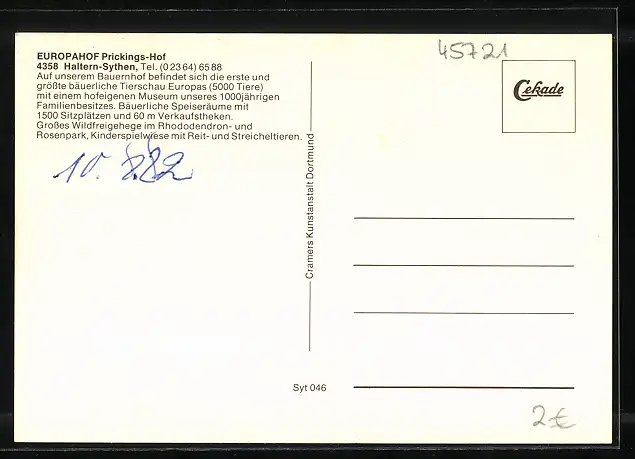 45721
EUROPAHOF Prickings-Hof
4358 Haltern-Sythen, Tel. (0 23 64) 65 88
Auf unserem Bauernhof befindet sich die erste und
größte bäuerliche Tierschau Europas (5000 Tiere)
mit einem hofeigenen Museum unseres 1000jährigen
Familienbesitzes. Bäuerliche Speiseräume mit
1500 Sitzplätzen und 60 m Verkaufstheken.
Großes Wildfreigehege im Rhododendron- und
Rosenpark, Kinderspielwiese mit Reit- und Streicheltieren.
10. 8.82
Cekade
Cramers Kunstanstalt Dortmund
Syt 046
2€